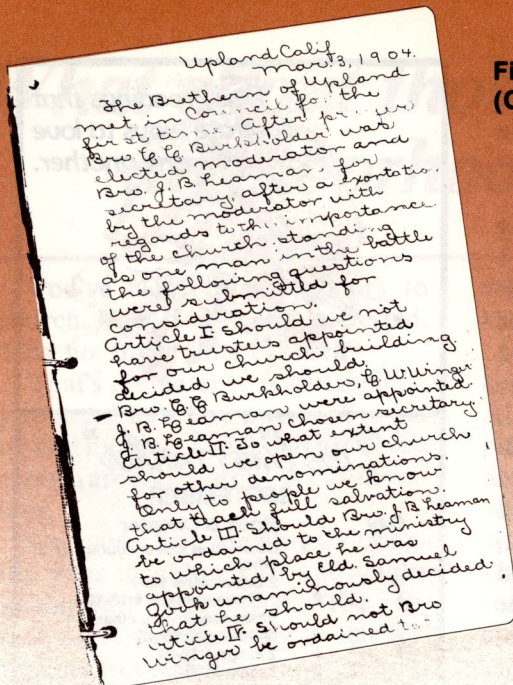 Upland Calif
Mar. 3, 1904.
The Brethern of Upland
met in Council for the
first time. After prayer
Bro. C C Burkholder was
elected moderator and
Bro. J. B. Leaman for
secretary, after a exortatio.
by the moderator with
regards to the importance
of the church standing
as one man in the battle
the following questions
were submitted for
consideration.
Article I: Should we not
have trustees appointed
for our church building.
decided we should.
Bro. C C Burkholder, C W. Winger
J. B. Leaman were appointed
J. B. Leaman chosen secretary.
Article II: To what extent
should we open our church
for other denominations.
Only to people we know
that teach full salvation.
Article III: Should Bro. J. B. Leaman
be ordained to the ministry
to which place he was
appointed by Eld. Samuel
unanimously decided
that he should.
rticle IV: Should not Bro
Winger be ordained to
Fi
(C
love
other.